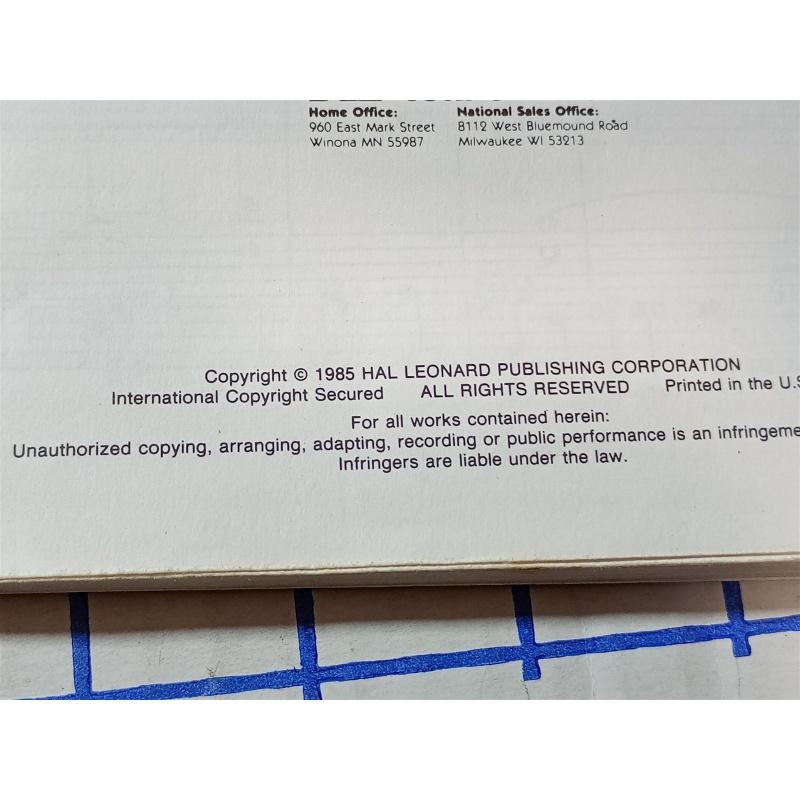 Home Office:
National Sales Office:
960 East Mark Street
8112 West Bluemound Road
Winona MN 55987
Milwaukee WI 53213
Copyright © 1985 HAL LEONARD PUBLISHING CORPORATION
International Copyright Secured ALL RIGHTS RESERVED Printed in the U.S
For all works contained herein:
Unauthorized copying, arranging, adapting, recording or public performance is an infringeme
Infringers are liable under the law.